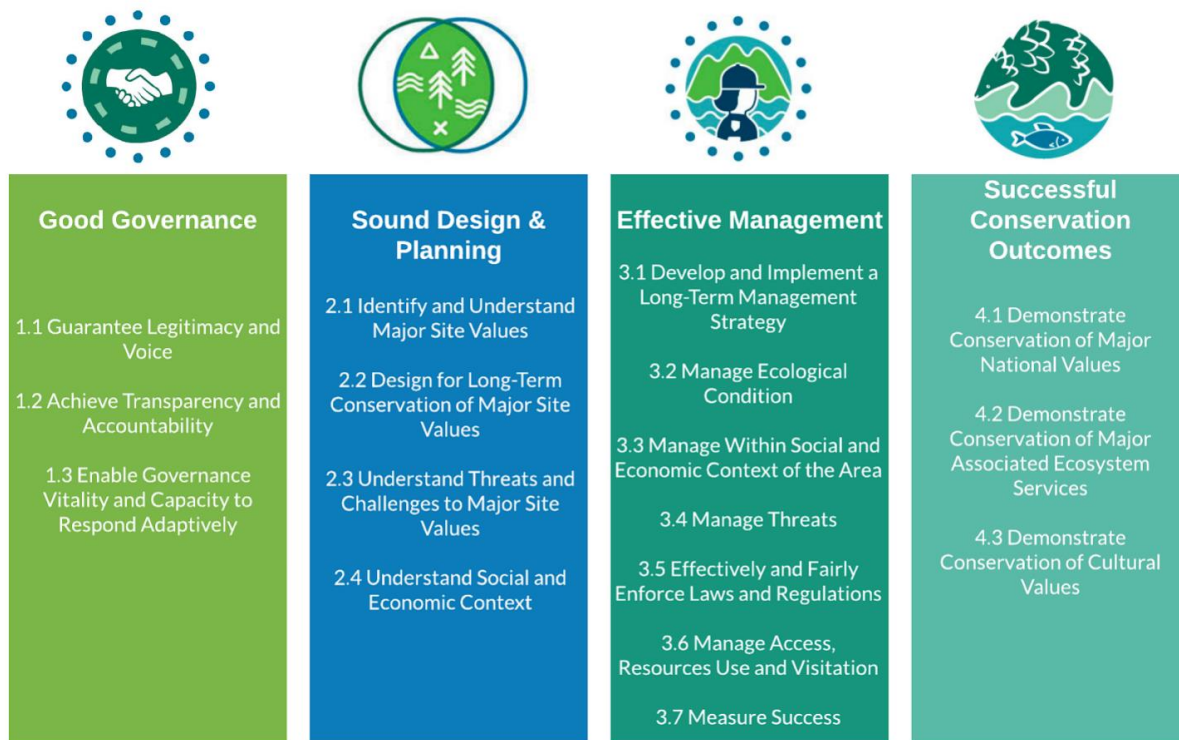 Good Governance
1.1 Guarantee Legitimacy and
Voice
1.2 Achieve Transparency and
Accountability
1.3 Enable Governance
Vitality and Capacity to
Respond Adaptively
Sound Design &
Planning
2.1 Identify and Understand
Major Site Values
2.2 Design for Long-Term
Conservation of Major Site
Values
2.3 Understand Threats and
Challenges to Major Site
Values
2.4 Understand Social and
Economic Context
Effective Management
3.1 Develop and Implement a
Long-Term Management
Strategy
3.2 Manage Ecological
Condition
3.3 Manage Within Social and
Economic Context of the Area
3.4 Manage Threats
3.5 Effectively and Fairly
Enforce Laws and Regulations
3.6 Manage Access,
Resources Use and Visitation
3.7 Measure Success
Successful
Conservation
Outcomes
4.1 Demonstrate
Conservation of Major
National Values
4.2 Demonstrate
Conservation of Major
Associated Ecosystem
Services
4.3 Demonstrate
Conservation of Cultural
Values